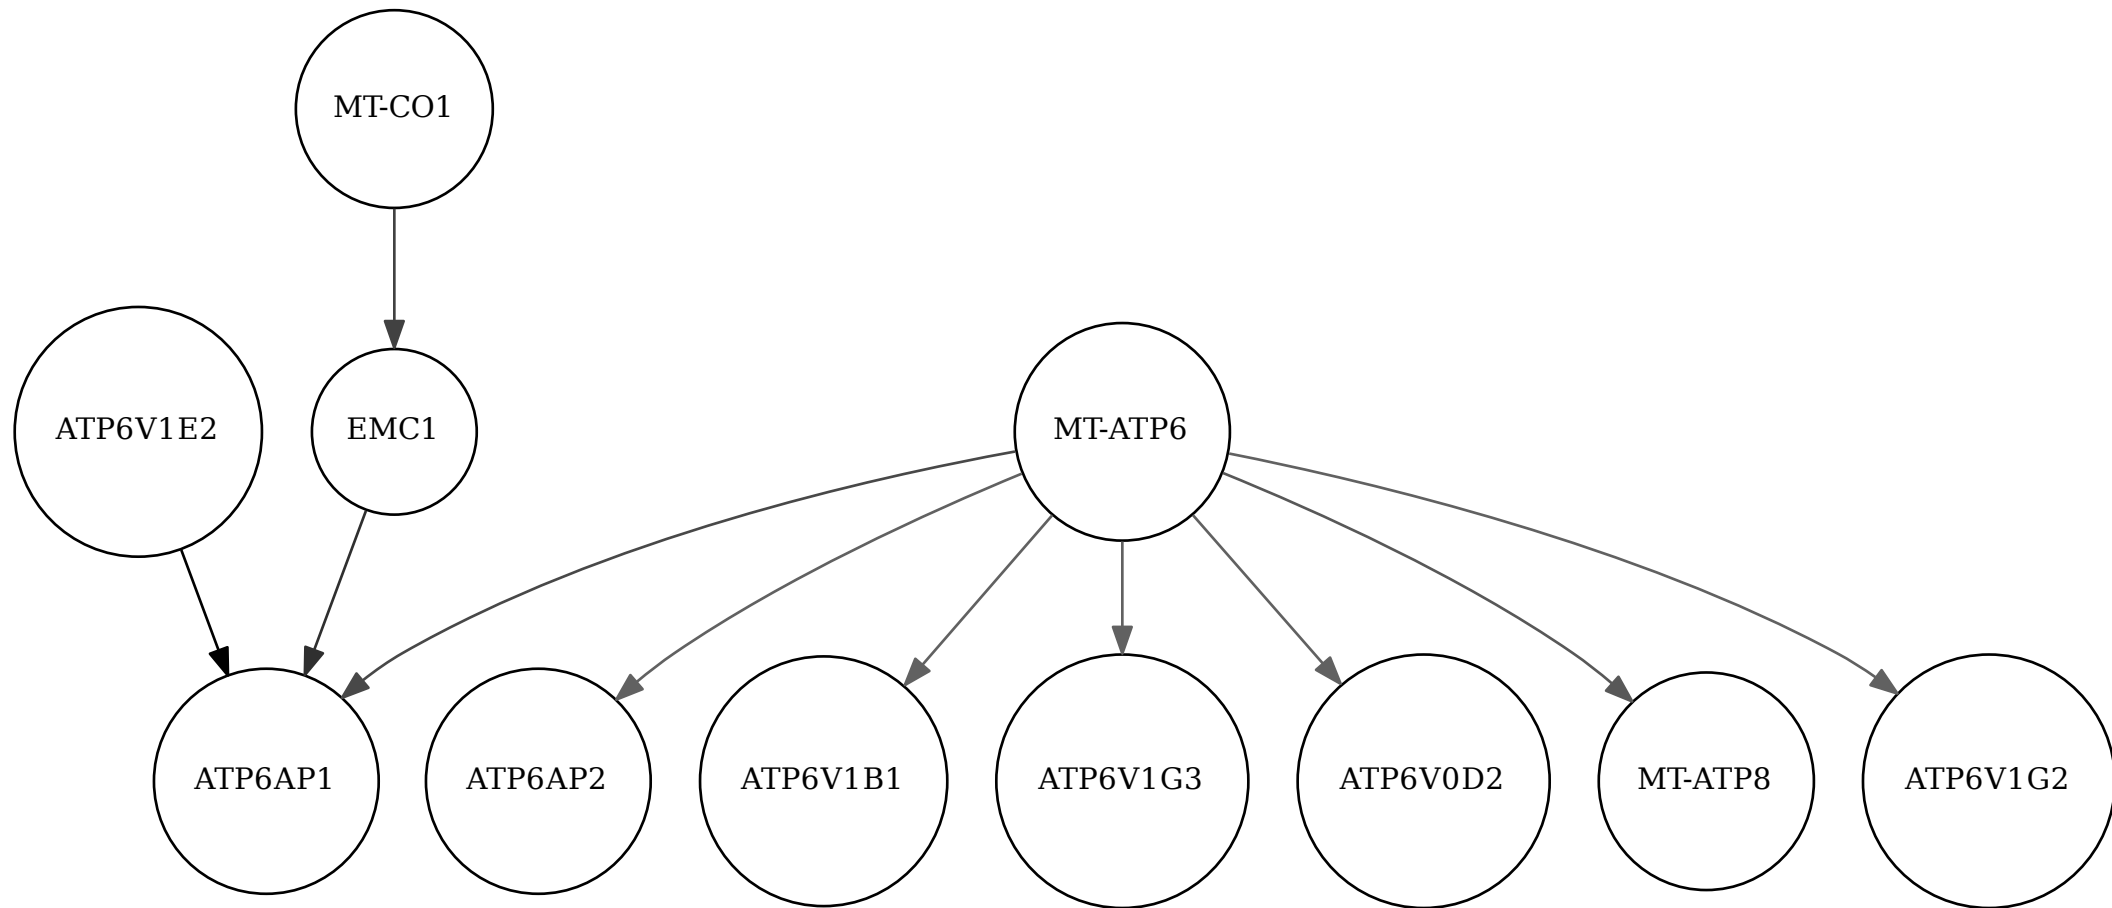 MT-CO1
ATP6V1E2
EMC1
MT-ATP6
ATP6AP1
ATP6AP2
ATP6V1B1
ATP6V1G3
ATP6V0D2
MT-ATP8
ATP6V1G2